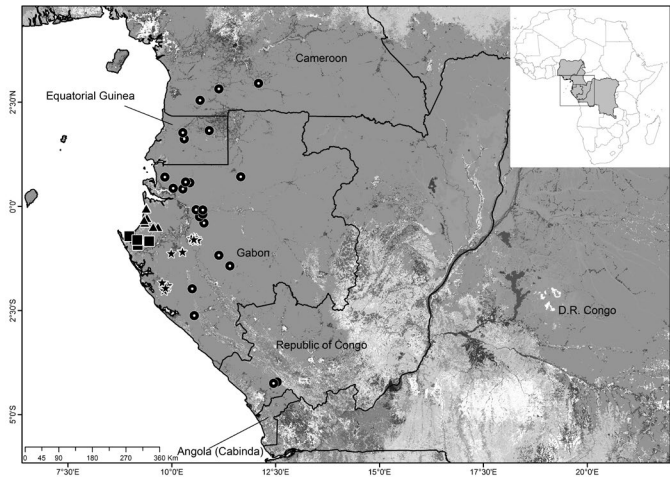 Cameroon
Equatorial Guinea
Gabon
D.R. Congo
Republic of Congo
Angola (Cabinda)
2°30'N
0°0'
2°30'S
5°0'S
0 45 90 180 270 360 Km
7°30'E 10°0'E 12°30'E 15°0'E 17°30'E 20°0'E